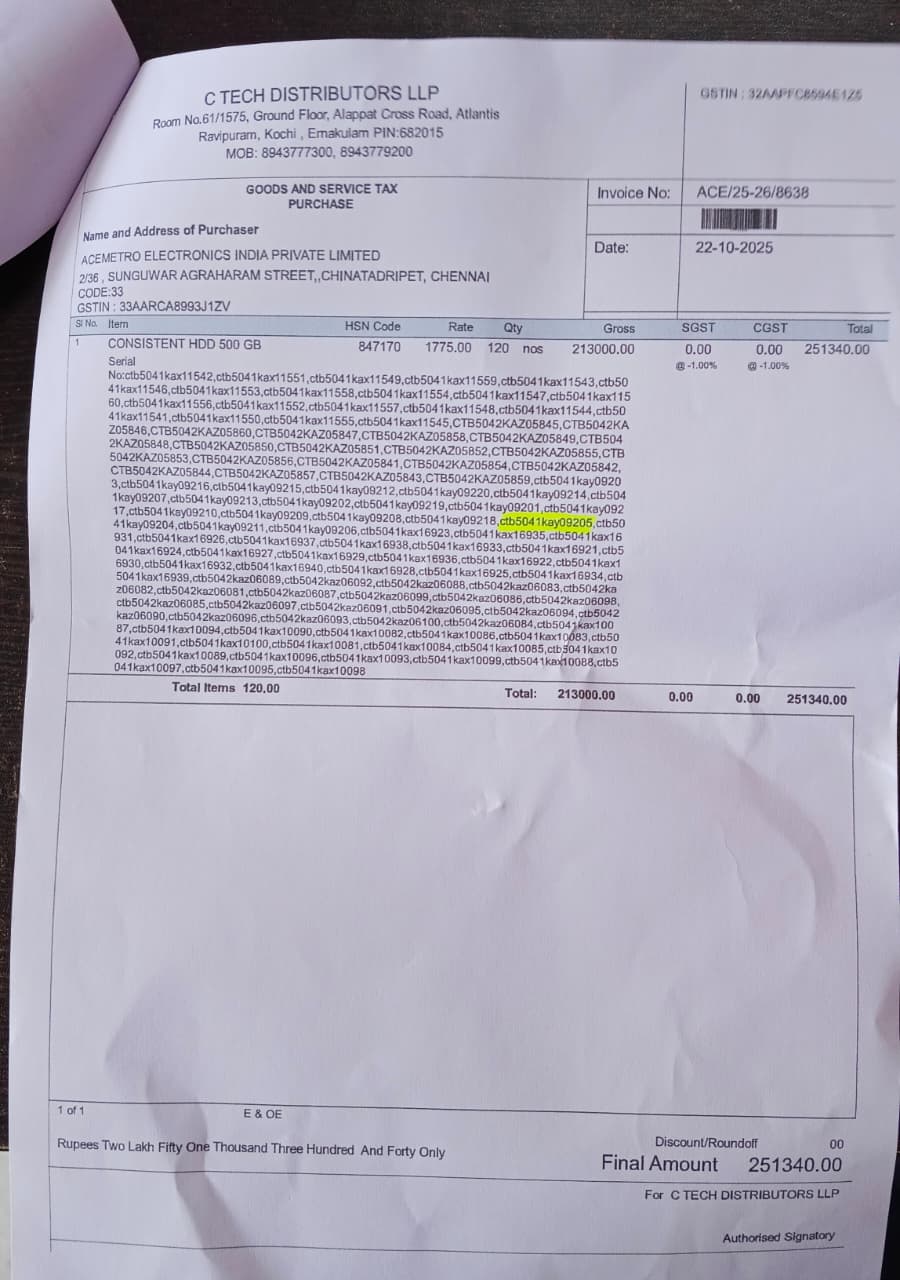 C TECH DISTRIBUTORS LLP
Room No.61/1575, Ground Floor, Alappat Cross Road, Atlantis
Ravipuram, Kochi , Ernakulam PIN:682015
MOB: 8943777300, 8943779200
GSTIN : 32AAPFC8594E1Z5
GOODS AND SERVICE TAX
PURCHASE
Invoice No: ACE/25-26/8638
Date: 22-10-2025
Name and Address of Purchaser
ACEMETRO ELECTRONICS INDIA PRIVATE LIMITED
2/36 , SUNGUWAR AGRAHARAM STREET,,CHINATADRIPET, CHENNAI
CODE:33
GSTIN : 33AARCA8993J1ZV
Sl No. Item HSN Code Rate Qty Gross SGST CGST Total
1 CONSISTENT HDD 500 GB 847170 1775.00 120 nos 213000.00 0.00 0.00 251340.00
@ -1.00% @ -1.00%
Serial
No:ctb5041kax11542,ctb5041kax11551,ctb5041kax11549,ctb5041kax11559,ctb5041kax11543,ctb50
41kax11546,ctb5041kax11553,ctb5041kax11558,ctb5041kax11554,ctb5041kax11547,ctb5041kax115
60,ctb5041kax11556,ctb5041kax11552,ctb5041kax11557,ctb5041kax11548,ctb5041kax11544,ctb50
41kax11541,ctb5041kax11550,ctb5041kax11555,ctb5041kax11545,CTB5042KAZ05845,CTB5042KA
Z05846,CTB5042KAZ05860,CTB5042KAZ05847,CTB5042KAZ05858,CTB5042KAZ05849,CTB504
2KAZ05848,CTB5042KAZ05850,CTB5042KAZ05851,CTB5042KAZ05852,CTB5042KAZ05855,CTB
5042KAZ05853,CTB5042KAZ05856,CTB5042KAZ05841,CTB5042KAZ05854,CTB5042KAZ05842,
CTB5042KAZ05844,CTB5042KAZ05857,CTB5042KAZ05843,CTB5042KAZ05859,ctb5041kay0920
3,ctb5041kay09216,ctb5041kay09215,ctb5041kay09212,ctb5041kay09220,ctb5041kay09214,ctb504
1kay09207,ctb5041kay09213,ctb5041kay09202,ctb5041kay09219,ctb5041kay09201,ctb5041kay092
17,ctb5041kay09210,ctb5041kay09209,ctb5041kay09208,ctb5041kay09218,ctb5041kay09205,ctb50
41kay09204,ctb5041kay09211,ctb5041kay09206,ctb5041kax16923,ctb5041kax16935,ctb5041kax16
931,ctb5041kax16926,ctb5041kax16937,ctb5041kax16938,ctb5041kax16933,ctb5041kax16921,ctb5
041kax16924,ctb5041kax16927,ctb5041kax16929,ctb5041kax16936,ctb5041kax16922,ctb5041kax1
6930,ctb5041kax16932,ctb5041kax16940,ctb5041kax16928,ctb5041kax16925,ctb5041kax16934,ctb
5041kax16939,ctb5042kaz06089,ctb5042kaz06092,ctb5042kaz06088,ctb5042kaz06083,ctb5042ka
z06082,ctb5042kaz06081,ctb5042kaz06087,ctb5042kaz06099,ctb5042kaz06086,ctb5042kaz06098,
ctb5042kaz06085,ctb5042kaz06097,ctb5042kaz06091,ctb5042kaz06095,ctb5042kaz06094,ctb5042
kaz06090,ctb5042kaz06096,ctb5042kaz06093,ctb5042kaz06100,ctb5042kaz06084,ctb5041kax100
87,ctb5041kax10094,ctb5041kax10090,ctb5041kax10082,ctb5041kax10086,ctb5041kax10083,ctb50
41kax10091,ctb5041kax10100,ctb5041kax10081,ctb5041kax10084,ctb5041kax10085,ctb5041kax10
092,ctb5041kax10089,ctb5041kax10096,ctb5041kax10093,ctb5041kax10099,ctb5041kax10088,ctb5
041kax10097,ctb5041kax10095,ctb5041kax10098
Total Items 120.00 Total: 213000.00 0.00 0.00 251340.00
1 of 1 E & OE
Rupees Two Lakh Fifty One Thousand Three Hundred And Forty Only
Discount/Roundoff 00
Final Amount 251340.00
For C TECH DISTRIBUTORS LLP
Authorised Signatory